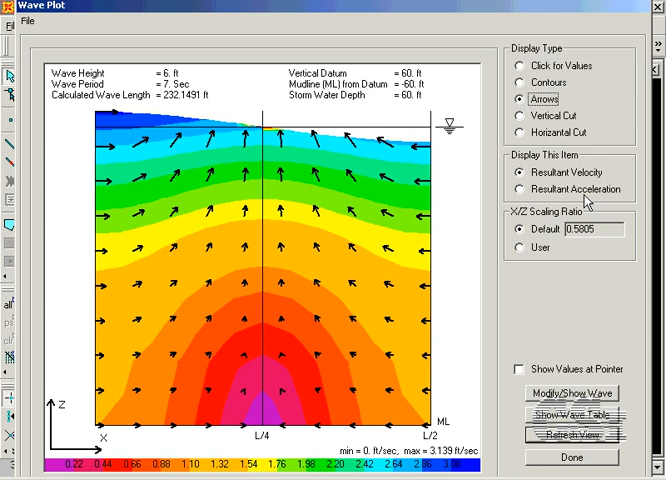 Wave Plot
File
Wave Height = 6. ft
Wave Period = 7. Sec
Calculated Wave Length = 232.1491 ft
Vertical Datum = 60. ft
Mudline (ML) from Datum = -60. ft
Storm Water Depth = 60. ft
Z
X
L/4
L/2
ML
min = 0. ft/sec, max = 3.139 ft/sec
0.22 0.44 0.66 0.88 1.10 1.32 1.54 1.76 1.98 2.20 2.42 2.64 2.86 3.08
Display Type
Click for Values
Contours
Arrows
Vertical Cut
Horizantal Cut
Display This Item
Resultant Velocity
Resultant Acceleration
X/Z Scaling Ratio
Default 0.5805
User
Show Values at Pointer
Modify/Show Wave
Show Wave Table
Refresh View
Done
all